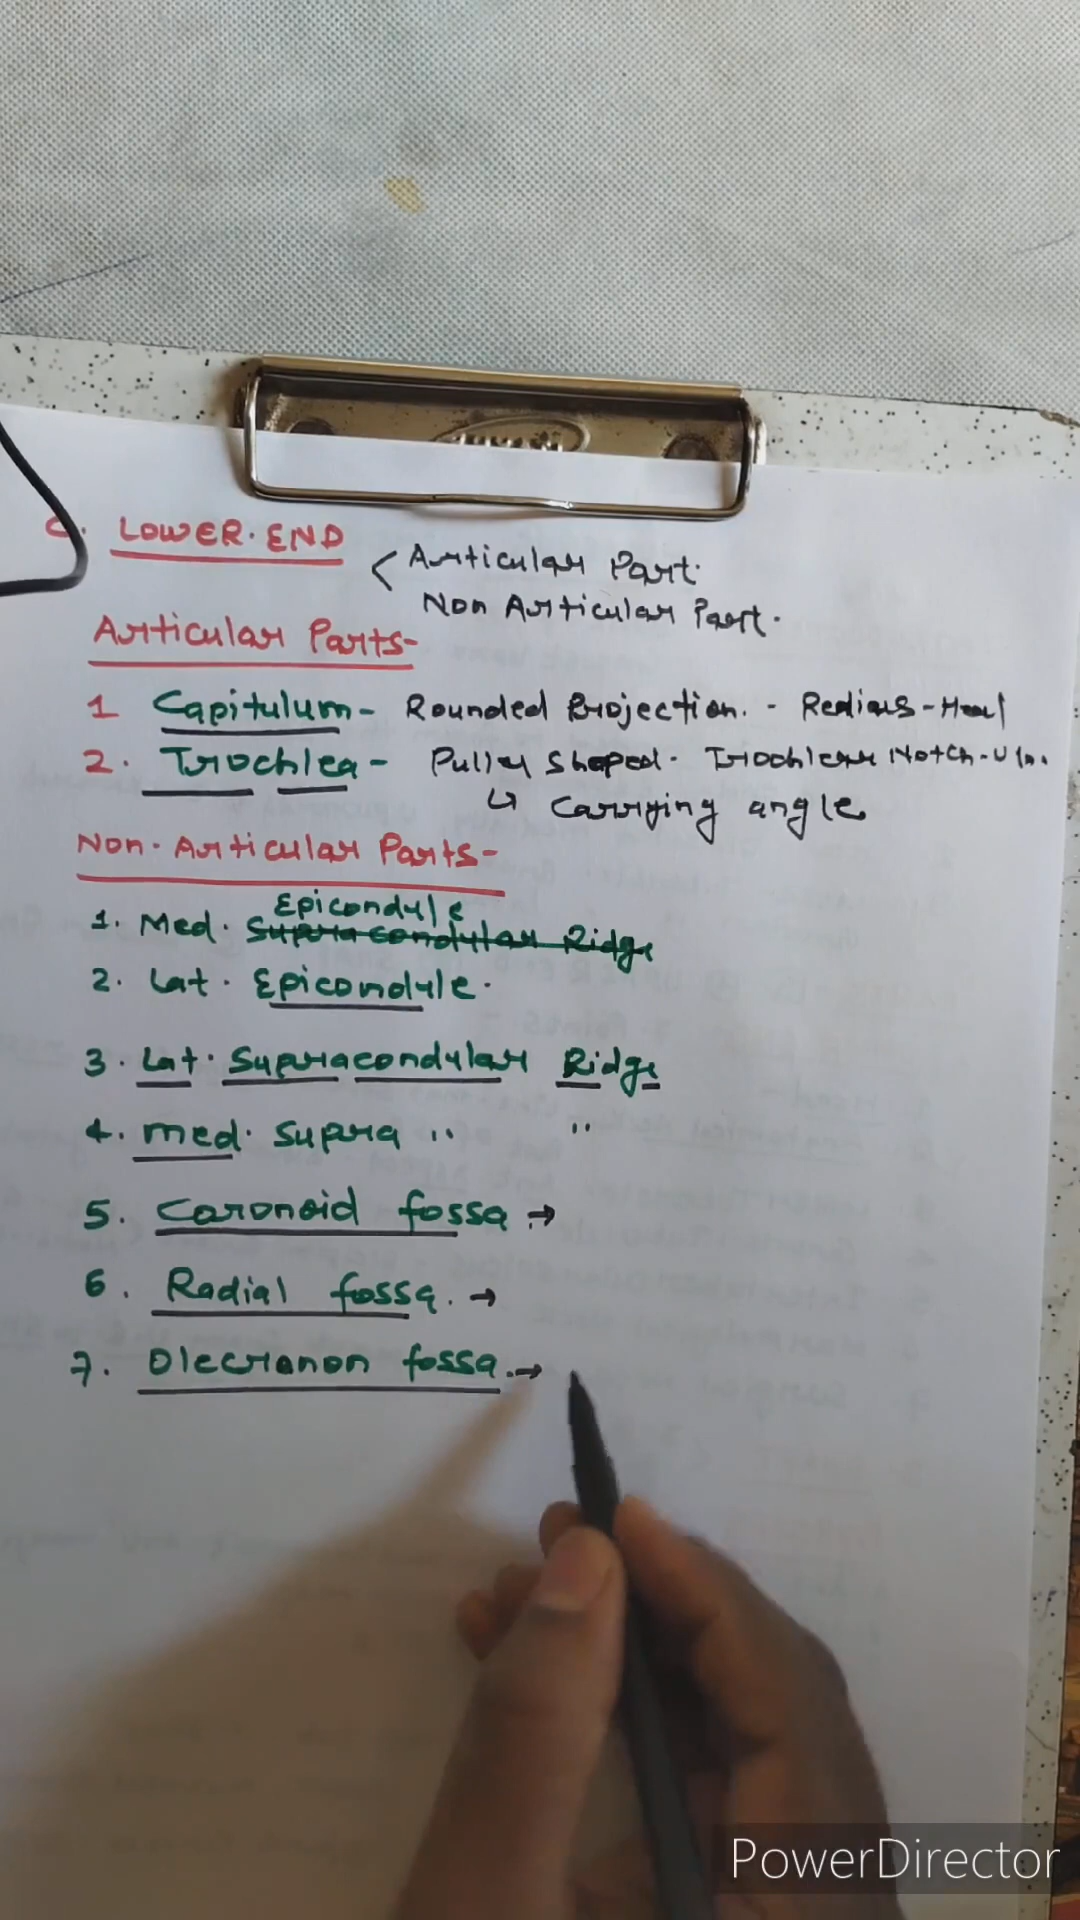 C. LOWER. END
< Articular Part.
Non Articular Part.
Articular Parts-
1 Capitulum - Rounded Projection. - Redius - Head
2. Trochlea - Pulley Shaped. Trochlear Notch - Ulna.
↳ Carrying angle
Non. Articular Parts-
Epicondyle
1. Med. Supracondylar Ridge
2. Lat. Epicondyle.
3. Lat. Supracondylar Ridge
4. med. Supra " "
5. Coronoid fossa. →
6. Radial fossa. →
7. Olecranon fossa. →
PowerDirector